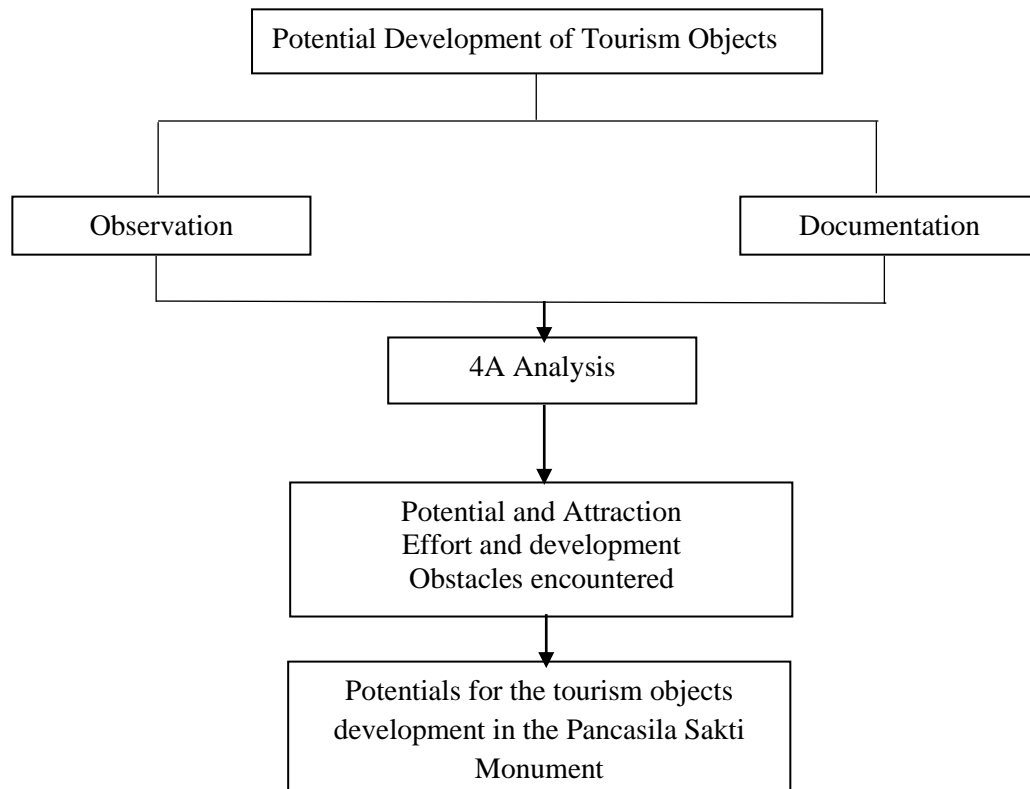 Potential Development of Tourism Objects
Observation
Documentation
4A Analysis
Potential and Attraction
Effort and development
Obstacles encountered
Potentials for the tourism objects
development in the Pancasila Sakti
Monument